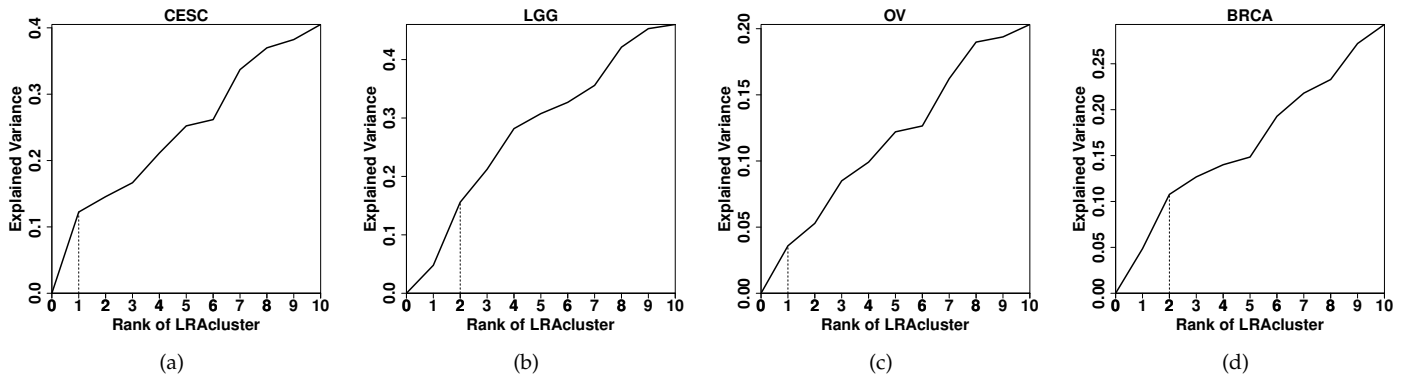 CESC
Explained Variance
0.4
0.3
0.2
0.1
0.0
0 1 2 3 4 5 6 7 8 9 10
Rank of LRAcluster
(a)
LGG
Explained Variance
0.4
0.3
0.2
0.1
0.0
0 1 2 3 4 5 6 7 8 9 10
Rank of LRAcluster
(b)
OV
Explained Variance
0.20
0.15
0.10
0.05
0.00
0 1 2 3 4 5 6 7 8 9 10
Rank of LRAcluster
(c)
BRCA
Explained Variance
0.25
0.20
0.15
0.10
0.05
0.00
0 1 2 3 4 5 6 7 8 9 10
Rank of LRAcluster
(d)